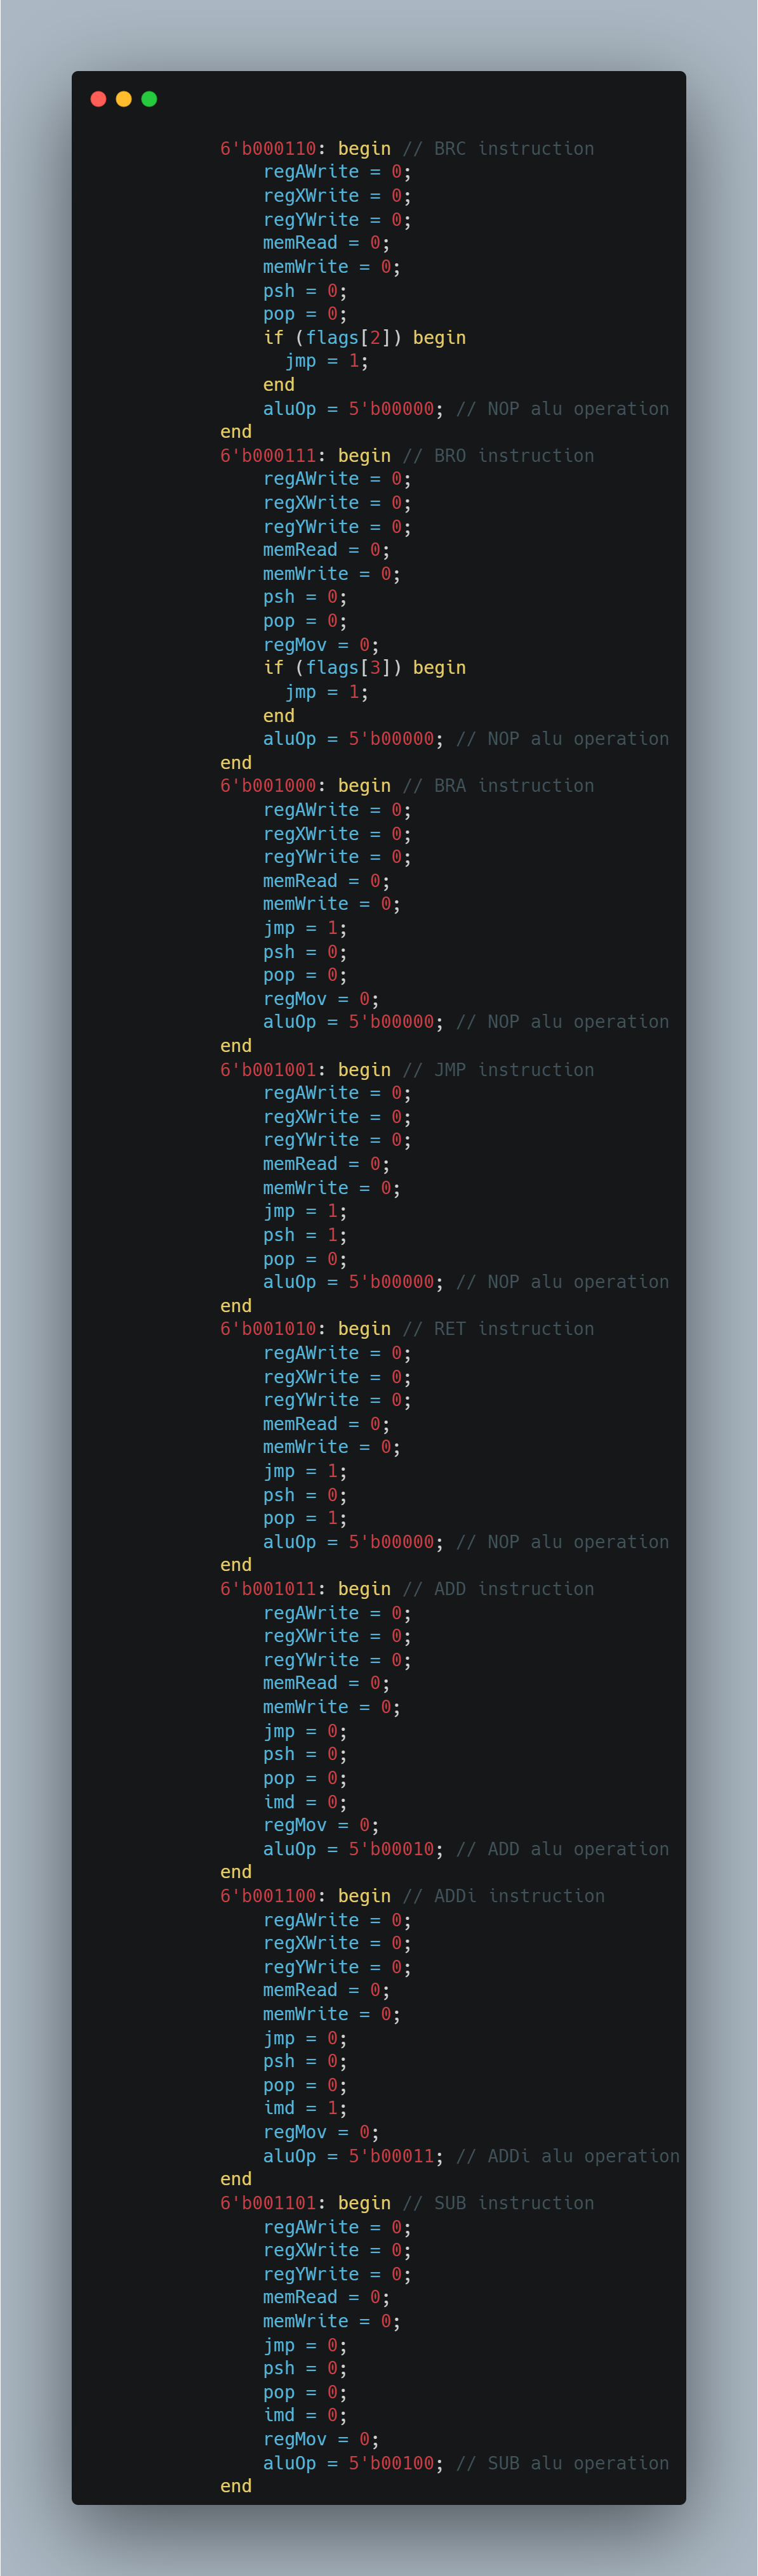 6'b000110: begin // BRC instruction
regAWrite = 0;
regXWrite = 0;
regYWrite = 0;
memRead = 0;
memWrite = 0;
psh = 0;
pop = 0;
if (flags[2]) begin
jmp = 1;
end
aluOp = 5'b00000; // NOP alu operation
end
6'b000111: begin // BRO instruction
regAWrite = 0;
regXWrite = 0;
regYWrite = 0;
memRead = 0;
memWrite = 0;
psh = 0;
pop = 0;
regMov = 0;
if (flags[3]) begin
jmp = 1;
end
aluOp = 5'b00000; // NOP alu operation
end
6'b001000: begin // BRA instruction
regAWrite = 0;
regXWrite = 0;
regYWrite = 0;
memRead = 0;
memWrite = 0;
jmp = 1;
psh = 0;
pop = 0;
regMov = 0;
aluOp = 5'b00000; // NOP alu operation
end
6'b001001: begin // JMP instruction
regAWrite = 0;
regXWrite = 0;
regYWrite = 0;
memRead = 0;
memWrite = 0;
jmp = 1;
psh = 1;
pop = 0;
aluOp = 5'b00000; // NOP alu operation
end
6'b001010: begin // RET instruction
regAWrite = 0;
regXWrite = 0;
regYWrite = 0;
memRead = 0;
memWrite = 0;
jmp = 1;
psh = 0;
pop = 1;
aluOp = 5'b00000; // NOP alu operation
end
6'b001011: begin // ADD instruction
regAWrite = 0;
regXWrite = 0;
regYWrite = 0;
memRead = 0;
memWrite = 0;
jmp = 0;
psh = 0;
pop = 0;
imd = 0;
regMov = 0;
aluOp = 5'b00010; // ADD alu operation
end
6'b001100: begin // ADDi instruction
regAWrite = 0;
regXWrite = 0;
regYWrite = 0;
memRead = 0;
memWrite = 0;
jmp = 0;
psh = 0;
pop = 0;
imd = 1;
regMov = 0;
aluOp = 5'b00011; // ADDi alu operation
end
6'b001101: begin // SUB instruction
regAWrite = 0;
regXWrite = 0;
regYWrite = 0;
memRead = 0;
memWrite = 0;
jmp = 0;
psh = 0;
pop = 0;
imd = 0;
regMov = 0;
aluOp = 5'b00100; // SUB alu operation
end